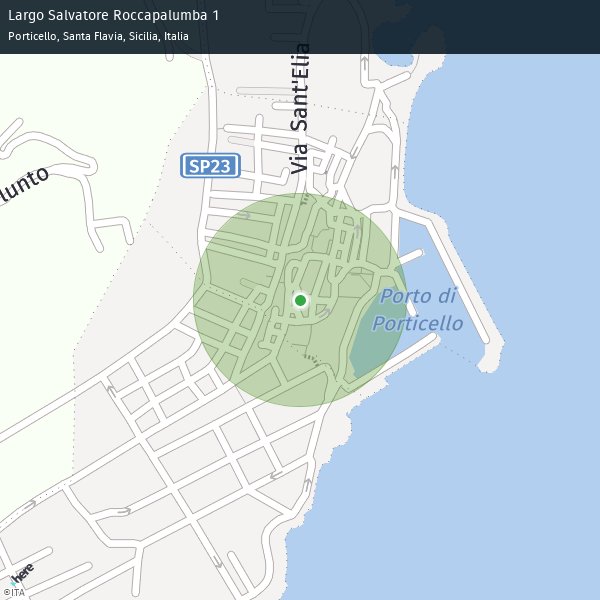 Largo Salvatore Roccapalumba 1
Porticello, Santa Flavia, Sicilia, Italia
Via Sant'Elia
SP23
lunto
Porto di
Porticello
here
©ITA